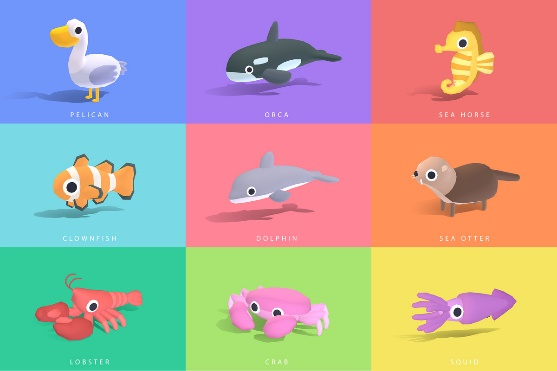 PELICAN
ORCA
SEA HORSE
CLOWNFISH
DOLPHIN
SEA OTTER
LOBSTER
CRAB
SQUID